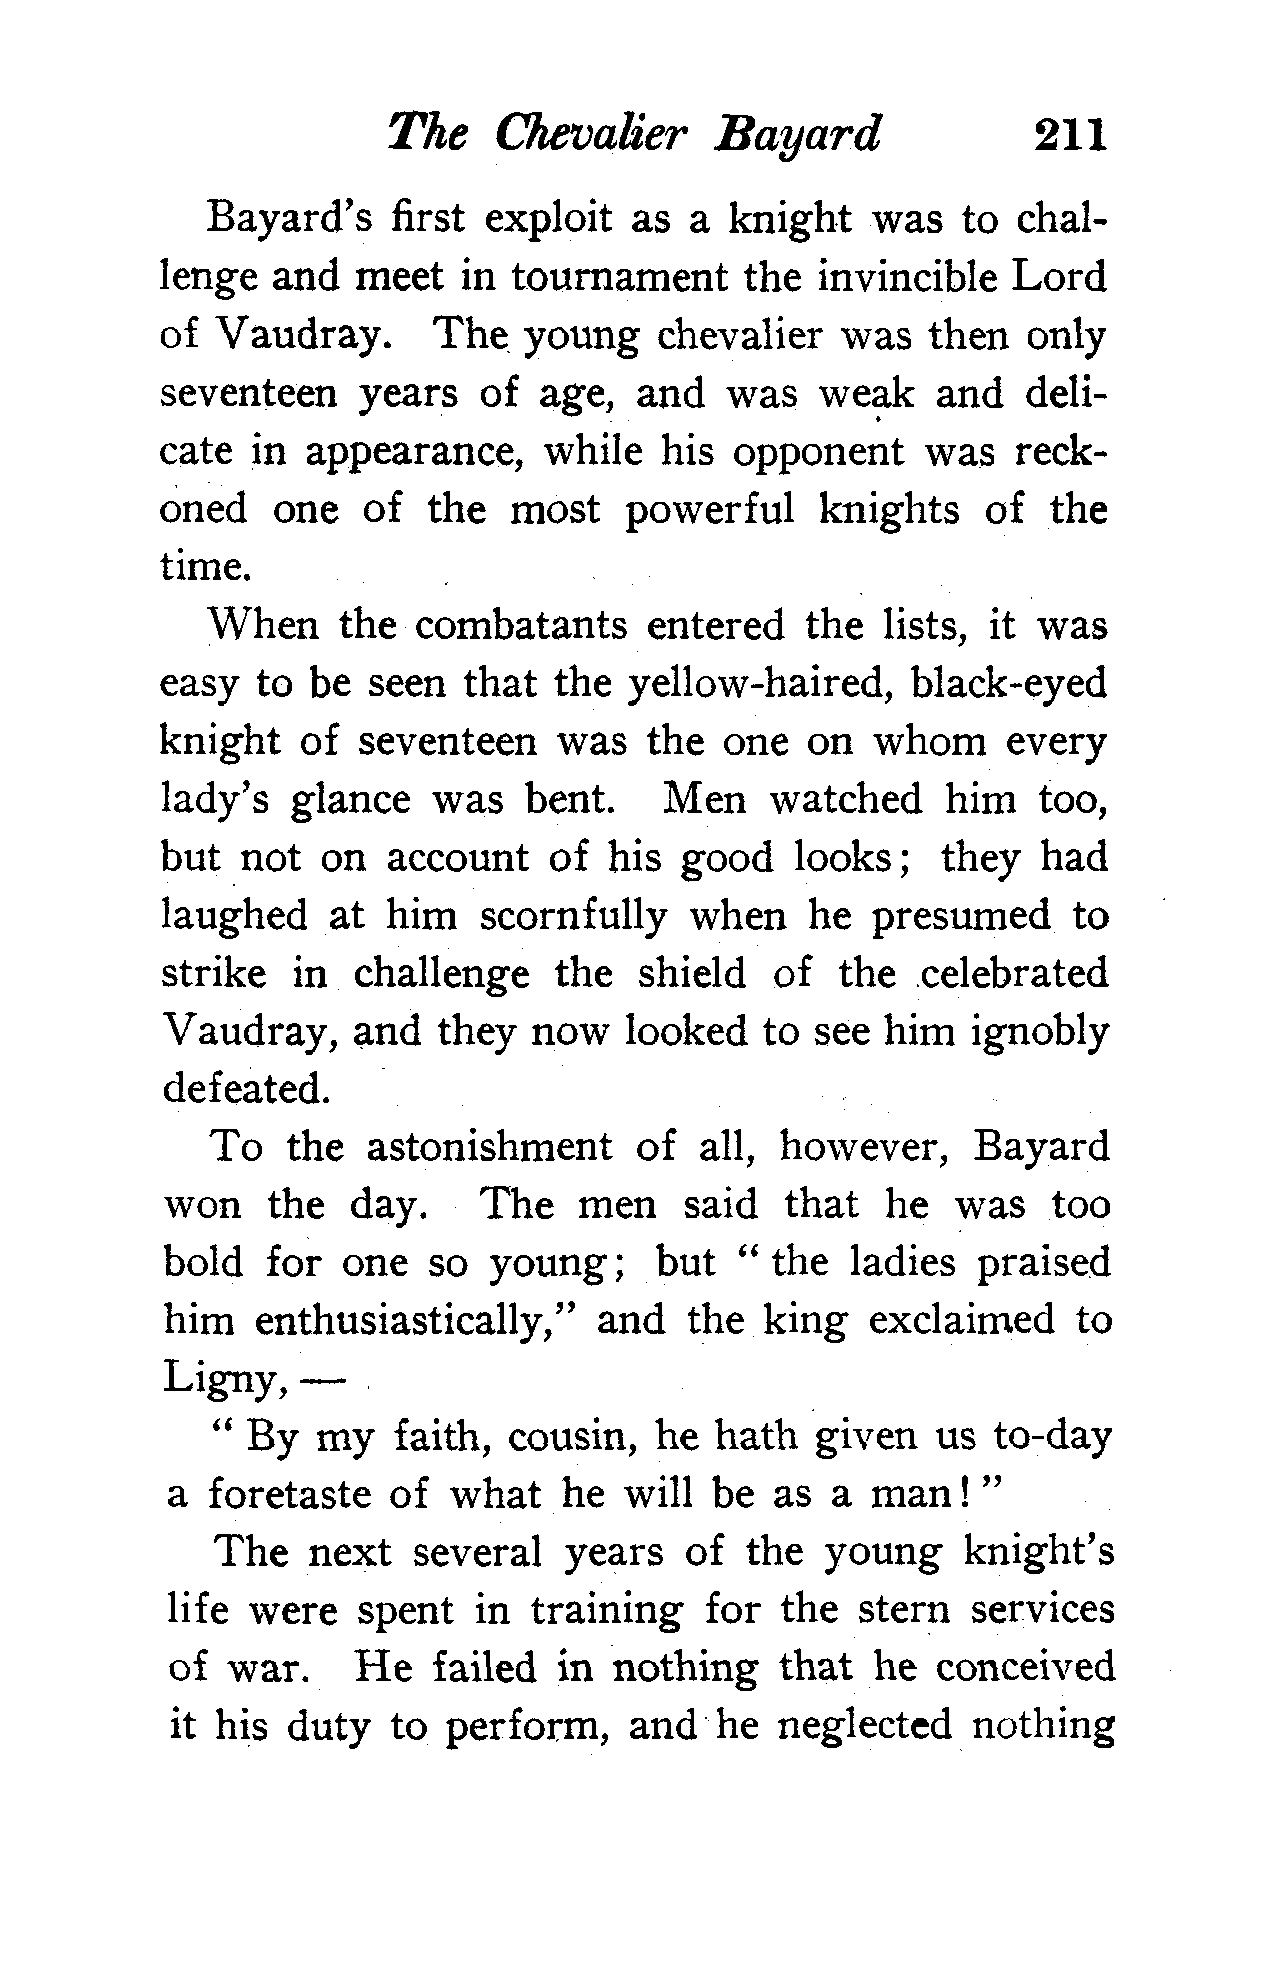 The Chevalier Bayard 211
Bayard's first exploit as a knight was to chal-
lenge and meet in tournament the invincible Lord
of Vaudray. The young chevalier was then only
seventeen years of age, and was weak and deli-
cate in appearance, while his opponent was reck-
oned one of the most powerful knights of the
time.
When the combatants entered the lists, it was
easy to be seen that the yellow-haired, black-eyed
knight of seventeen was the one on whom every
lady's glance was bent. Men watched him too,
but not on account of his good looks; they had
laughed at him scornfully when he presumed to
strike in challenge the shield of the celebrated
Vaudray, and they now looked to see him ignobly
defeated.
To the astonishment of all, however, Bayard
won the day. The men said that he was too
bold for one so young; but " the ladies praised
him enthusiastically," and the king exclaimed to
Ligny, —
" By my faith, cousin, he hath given us to-day
a foretaste of what he will be as a man! "
The next several years of the young knight's
life were spent in training for the stern services
of war. He failed in nothing that he conceived
it his duty to perform, and he neglected nothing